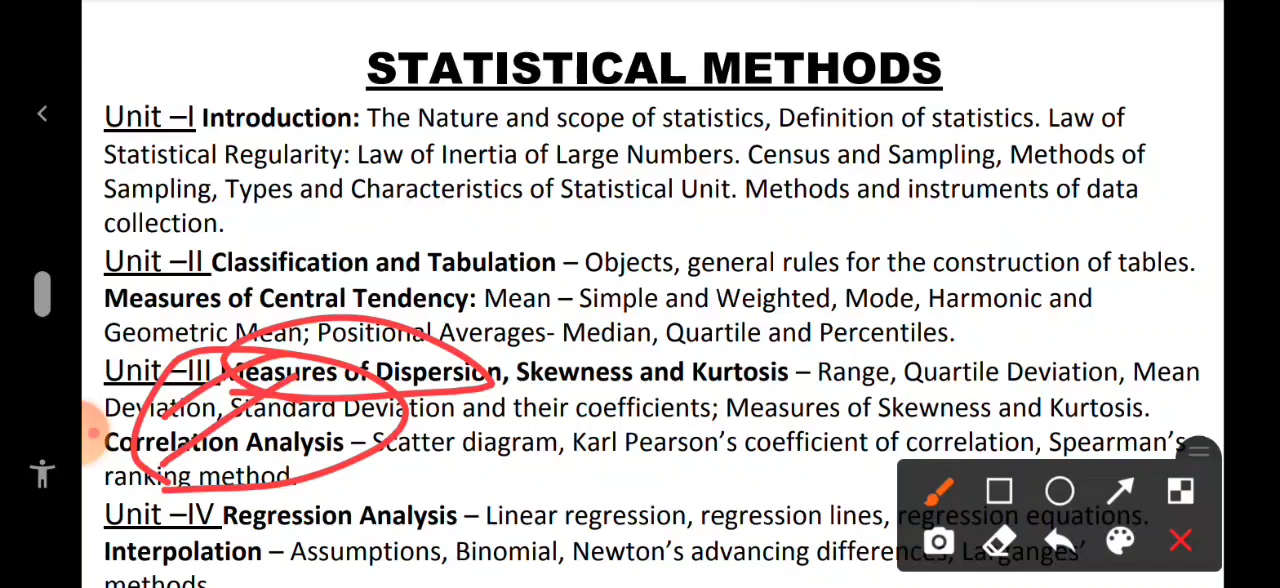 STATISTICAL METHODS
Unit –I Introduction: The Nature and scope of statistics, Definition of statistics. Law of
Statistical Regularity: Law of Inertia of Large Numbers. Census and Sampling, Methods of
Sampling, Types and Characteristics of Statistical Unit. Methods and instruments of data
collection.
Unit –II Classification and Tabulation – Objects, general rules for the construction of tables.
Measures of Central Tendency: Mean – Simple and Weighted, Mode, Harmonic and
Geometric Mean; Positional Averages- Median, Quartile and Percentiles.
Unit –III Measures of Dispersion, Skewness and Kurtosis – Range, Quartile Deviation, Mean
Deviation, Standard Deviation and their coefficients; Measures of Skewness and Kurtosis.
Correlation Analysis – Scatter diagram, Karl Pearson’s coefficient of correlation, Spearman’s
ranking method.
Unit –IV Regression Analysis – Linear regression, regression lines, regression equations.
Interpolation – Assumptions, Binomial, Newton’s advancing differences, Larganges’
methods.